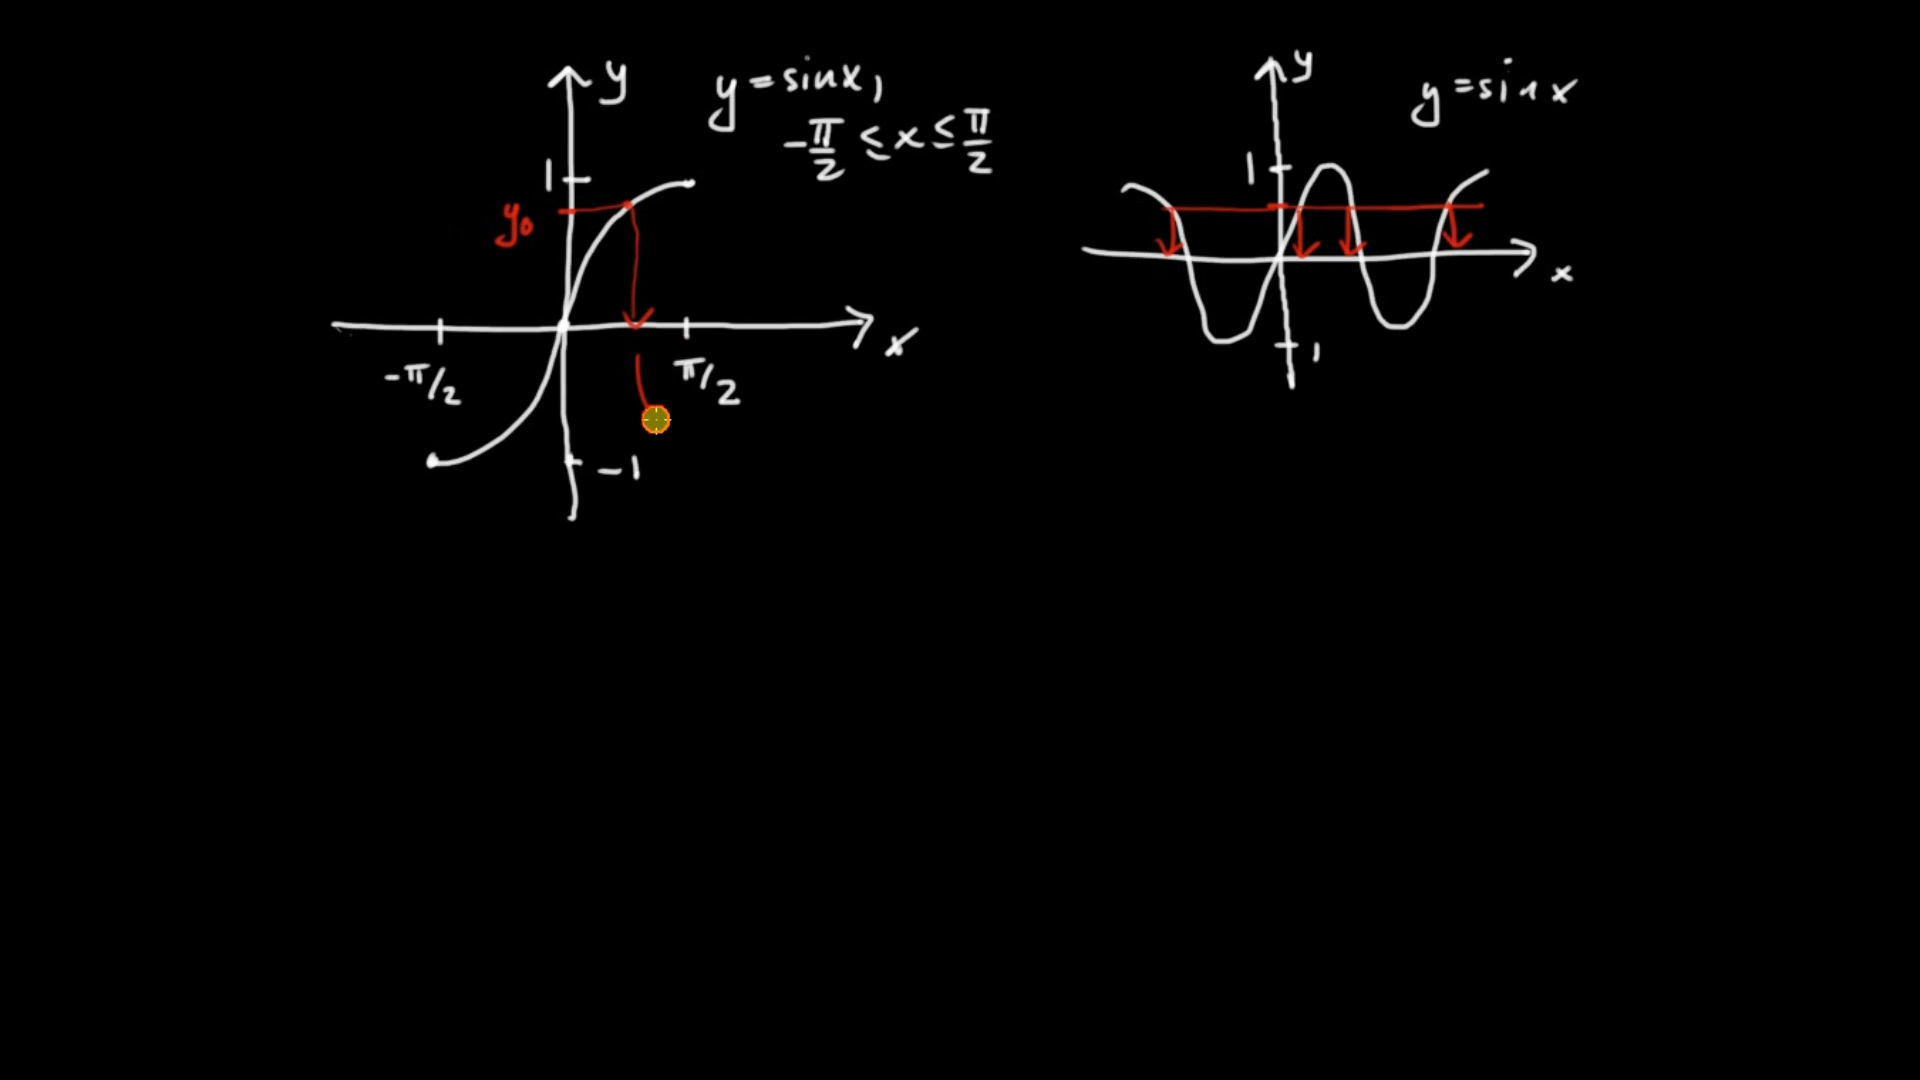 y
y = sin x,
-π/2 ≤ x ≤ π/2
1
y₀
x
-π/2
π/2
-1
y
y = sin x
1
x
1